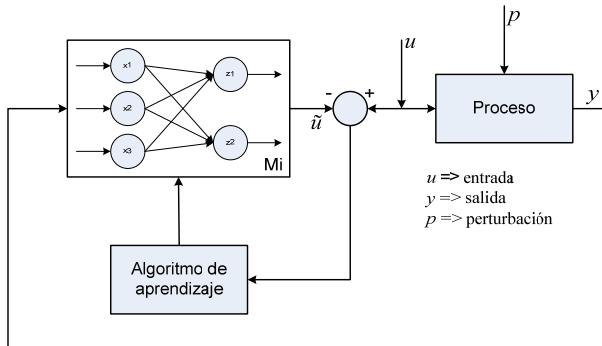 p
u
x1
z1
- +
x2
ũ
Proceso
y
z2
x3
Mi
u => entrada
y => salida
p => perturbación
Algoritmo de
aprendizaje